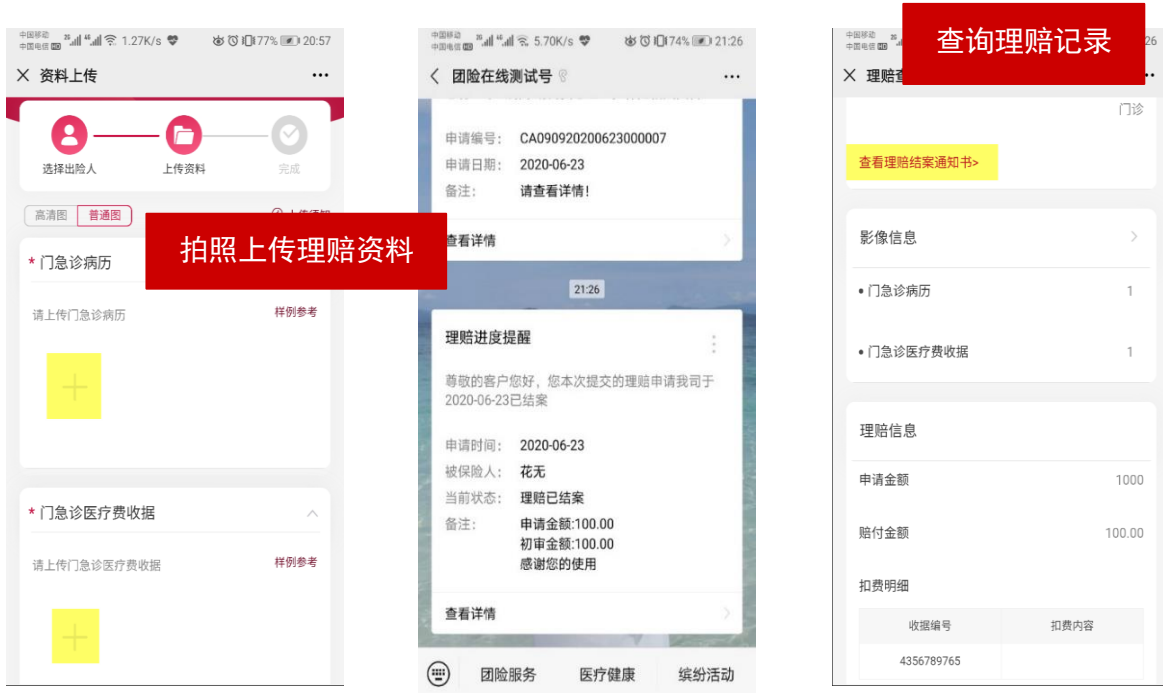 中国移动
中国电信 HD 1.27K/s 77% 20:57
资料上传
选择出险人
上传资料
完成
高清图
普通图
拍照上传理赔资料
* 门急诊病历
请上传门急诊病历
样例参考
* 门急诊医疗费收据
请上传门急诊医疗费收据
样例参考
中国移动
中国电信 HD 5.70K/s 74% 21:26
团险在线测试号
申请编号: CA090920200623000007
申请日期: 2020-06-23
备注: 请查看详情!
查看详情
21:26
理赔进度提醒
尊敬的客户您好,您本次提交的理赔申请我司于
2020-06-23已结案
申请时间: 2020-06-23
被保险人: 花无
当前状态: 理赔已结案
备注: 申请金额:100.00
初审金额:100.00
感谢您的使用
查看详情
团险服务
医疗健康
缤纷活动
查询理赔记录
中国移动
中国电信 HD 26
理赔查
门诊
查看理赔结案通知书>
影像信息
• 门急诊病历 1
• 门急诊医疗费收据 1
理赔信息
申请金额 1000
赔付金额 100.00
扣费明细
收据编号 扣费内容
4356789765